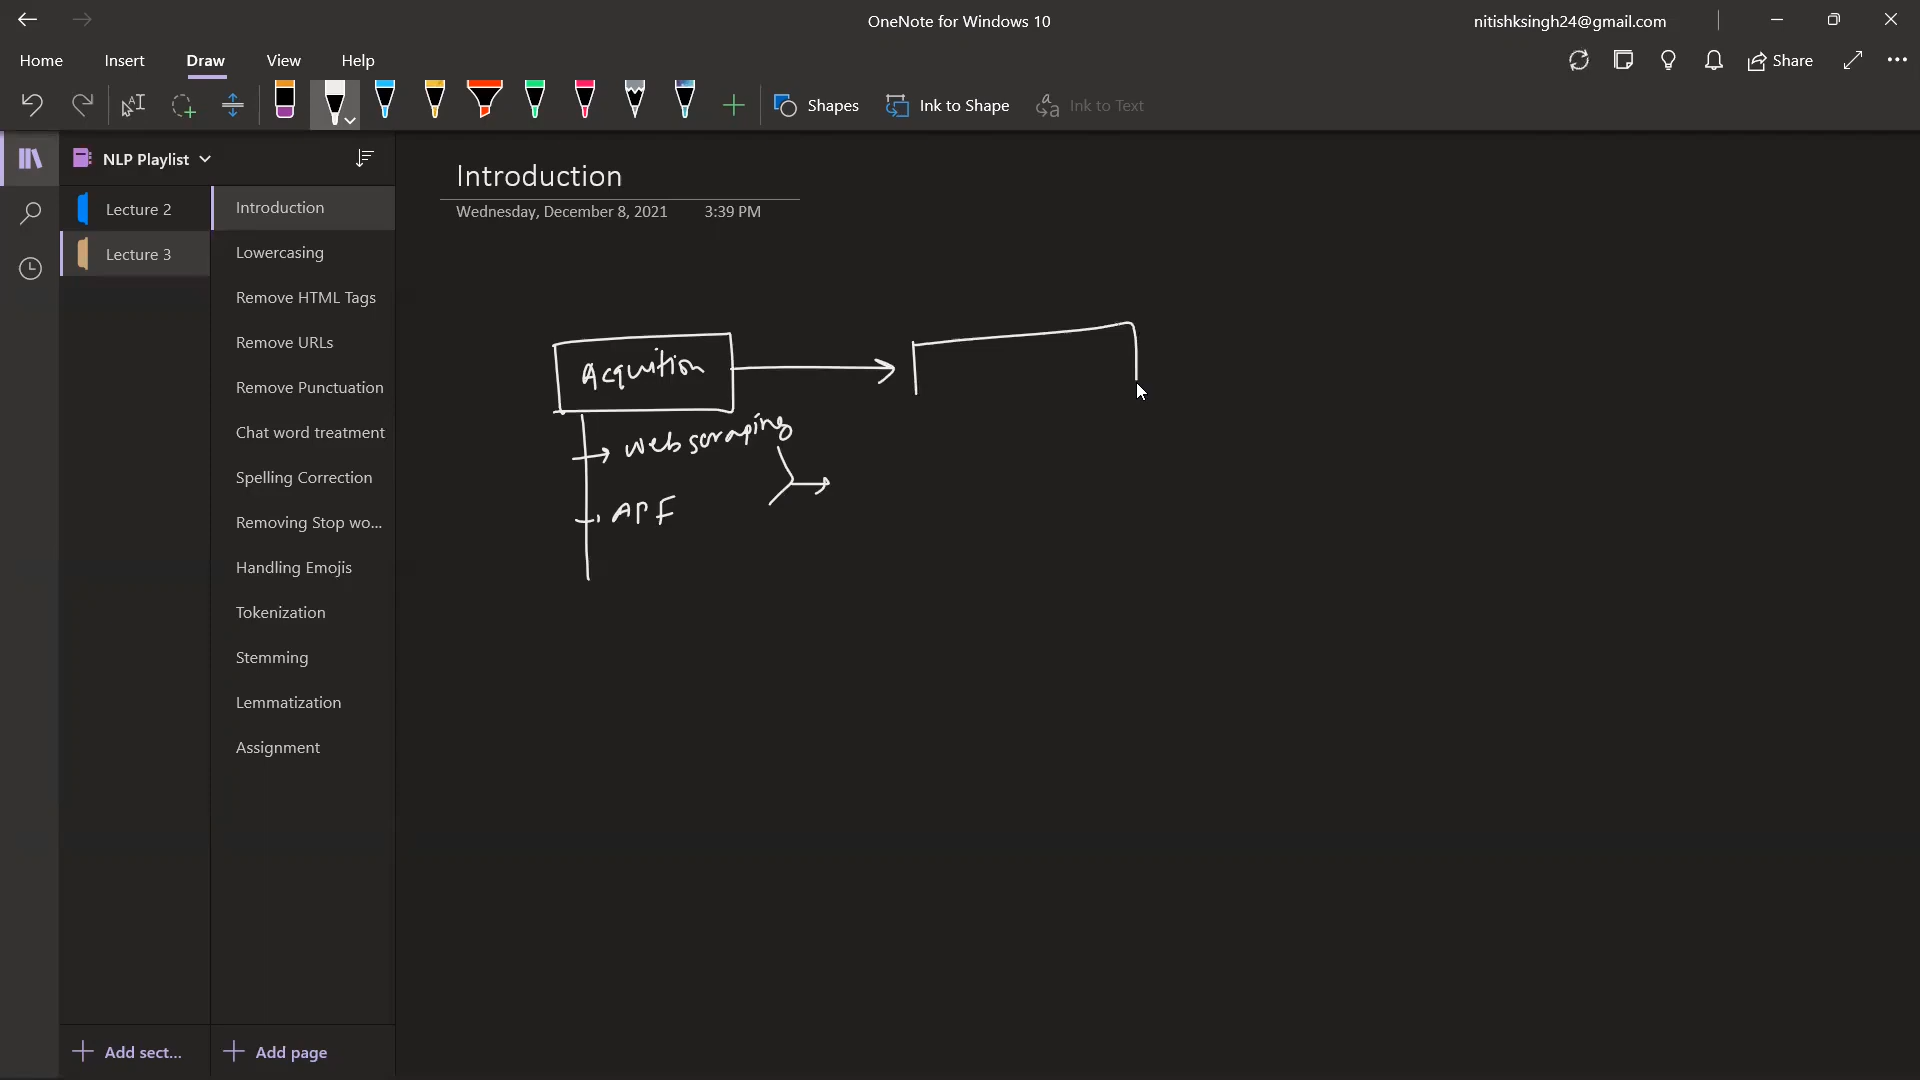 OneNote for Windows 10
nitishksingh24@gmail.com
Home Insert Draw View Help
Share
Shapes Ink to Shape Ink to Text
NLP Playlist
Lecture 2
Lecture 3
Introduction
Lowercasing
Remove HTML Tags
Remove URLs
Remove Punctuation
Chat word treatment
Spelling Correction
Removing Stop wo...
Handling Emojis
Tokenization
Stemming
Lemmatization
Assignment
Add sect...
Add page
Introduction
Wednesday, December 8, 2021 3:39 PM
Acquition
web scraping
API